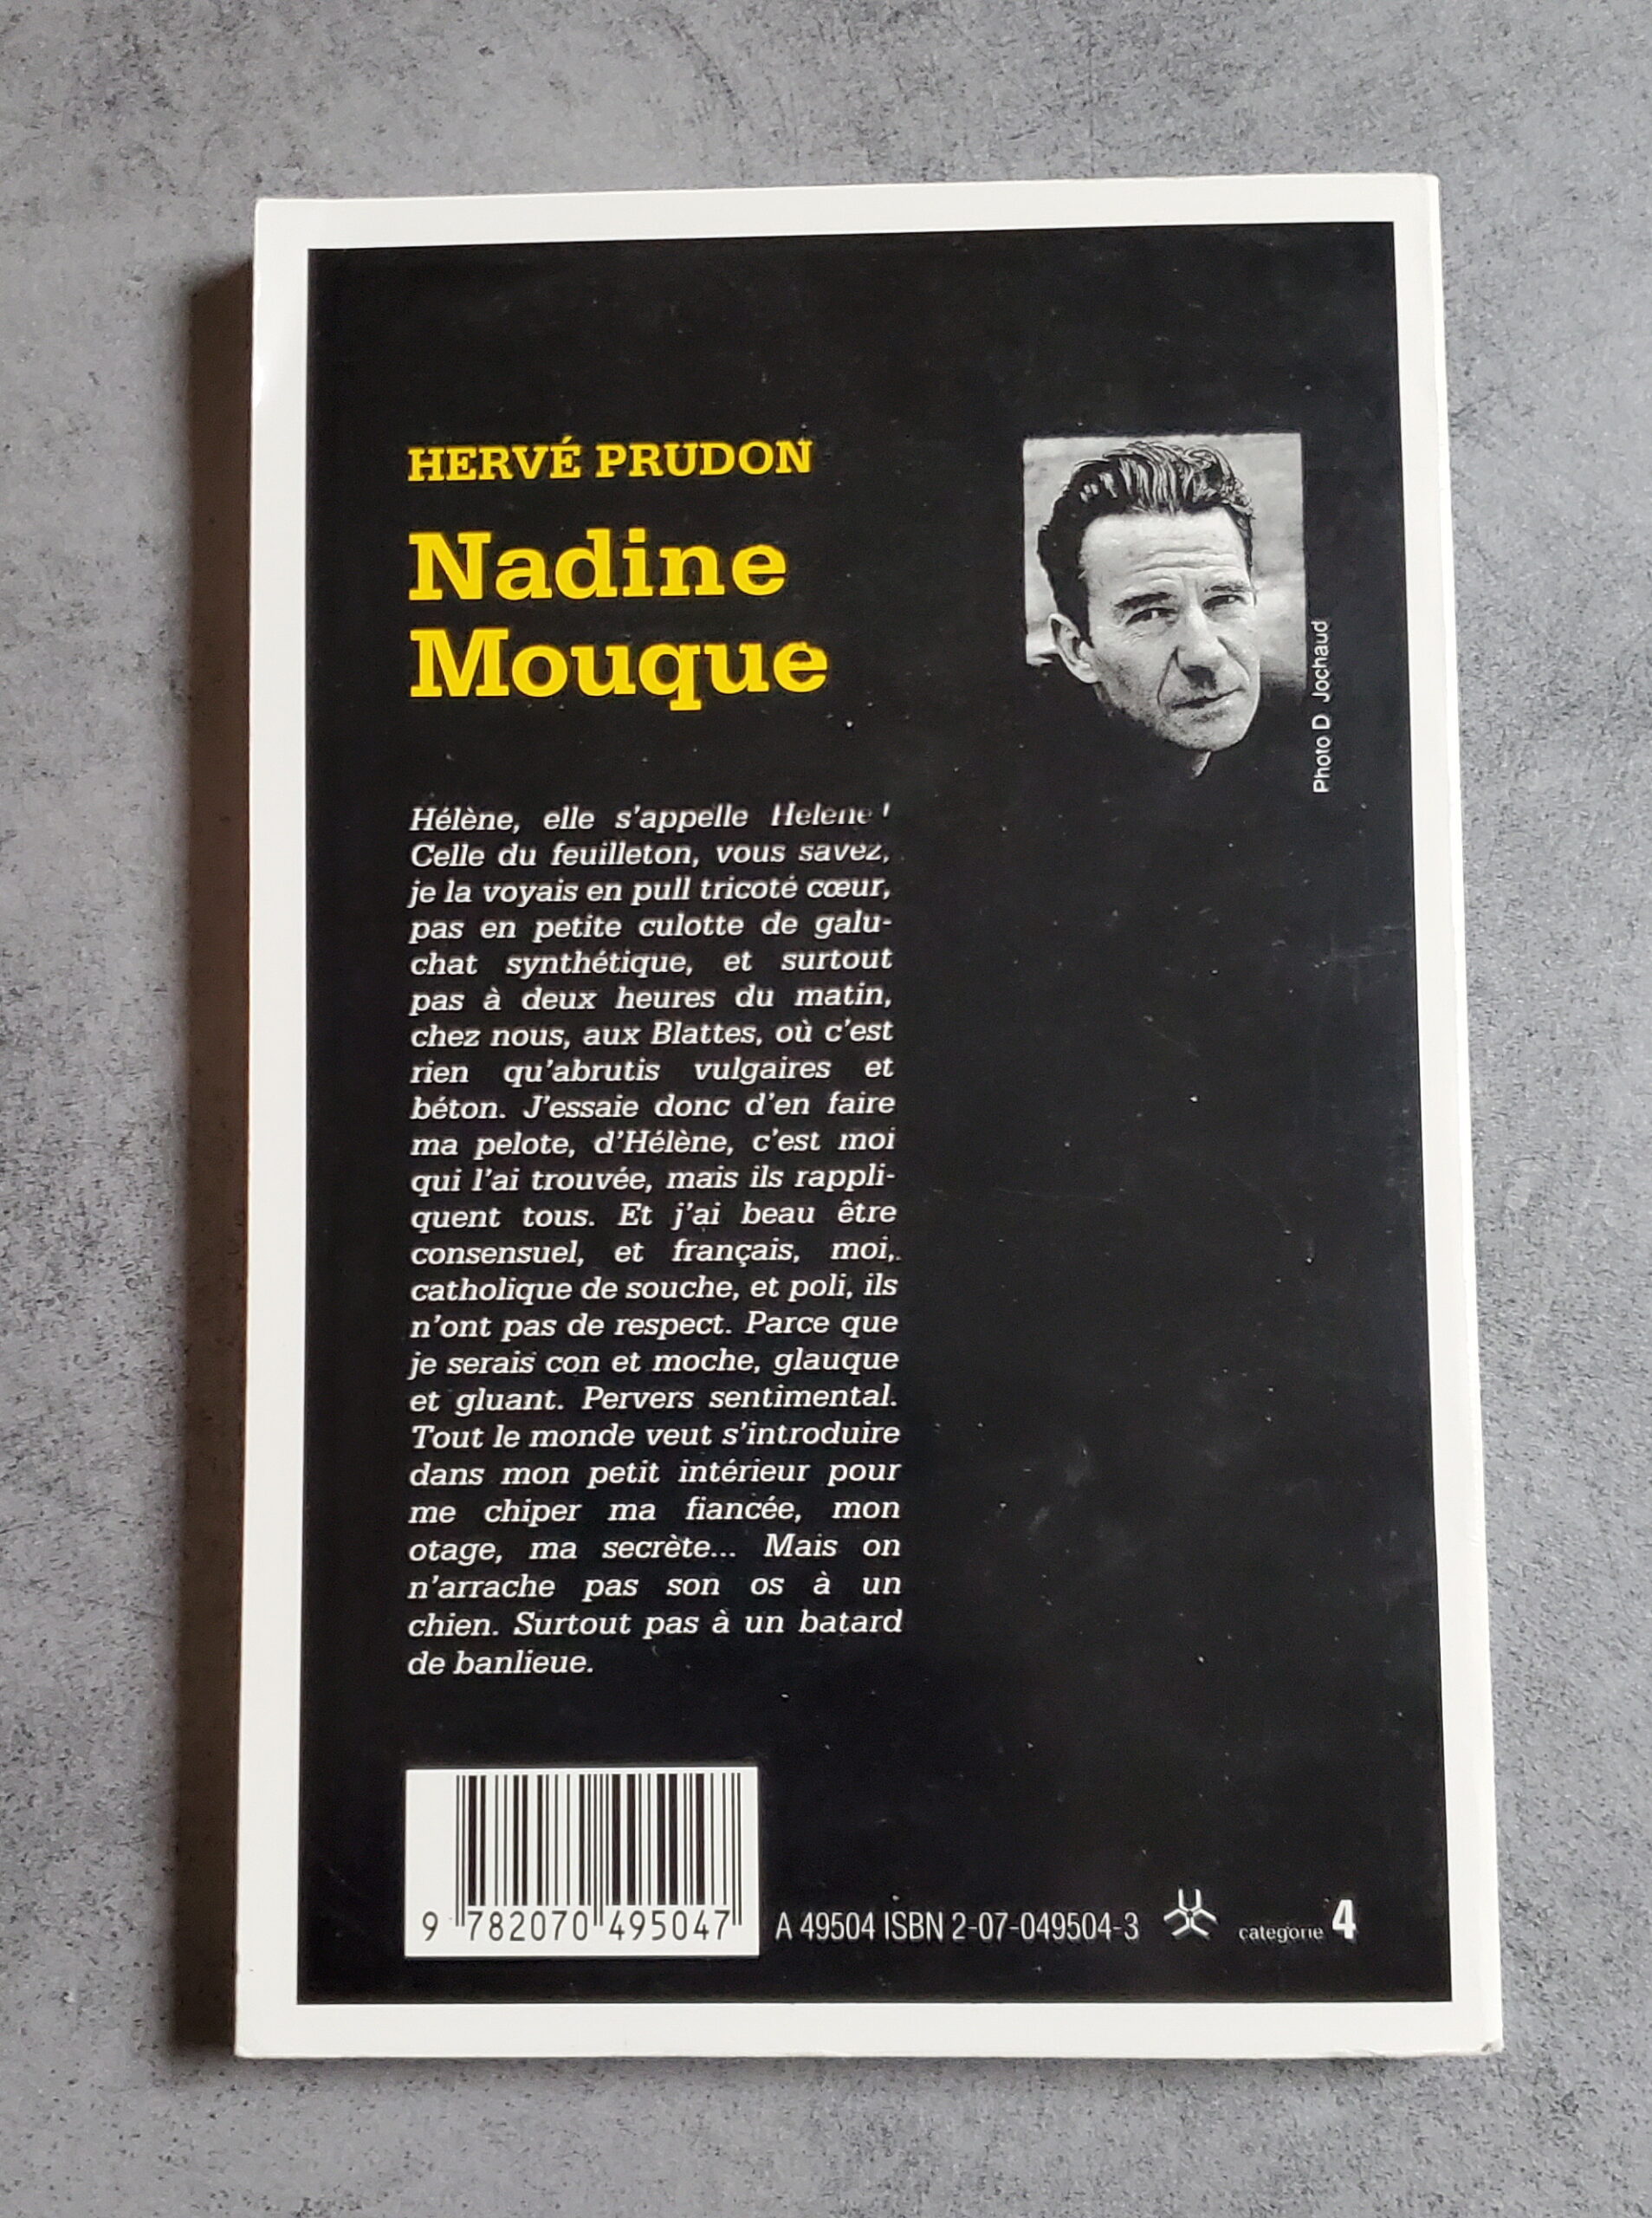 HERVÉ PRUDON
Nadine
Mouque
Photo D Jochaud
Hélène, elle s'appelle Helene !
Celle du feuilleton, vous savez,
je la voyais en pull tricoté cœur,
pas en petite culotte de galu-
chat synthétique, et surtout
pas à deux heures du matin,
chez nous, aux Blattes, où c'est
rien qu'abrutis vulgaires et
béton. J'essaie donc d'en faire
ma pelote, d'Hélène, c'est moi
qui l'ai trouvée, mais ils rappli-
quent tous. Et j'ai beau être
consensuel, et français, moi,
catholique de souche, et poli, ils
n'ont pas de respect. Parce que
je serais con et moche, glauque
et gluant. Pervers sentimental.
Tout le monde veut s'introduire
dans mon petit intérieur pour
me chiper ma fiancée, mon
otage, ma secrète... Mais on
n'arrache pas son os à un
chien. Surtout pas à un batard
de banlieue.
9 782070 495047
A 49504 ISBN 2-07-049504-3
categorie 4